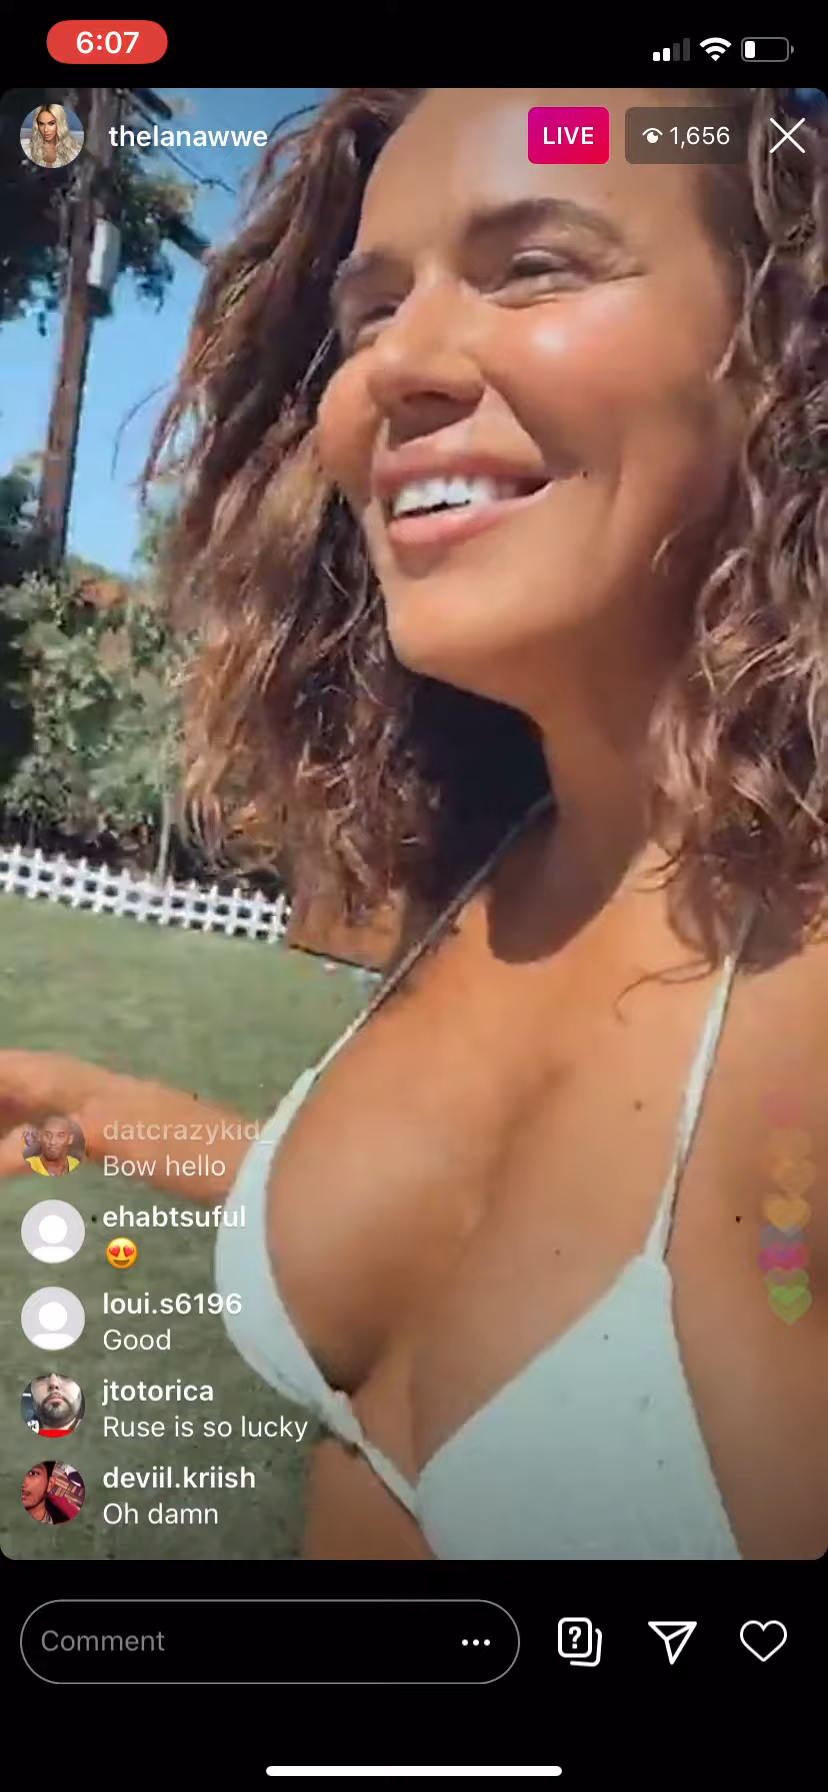 6:07
thelanawwe
LIVE
1,656
datcrazykid_
Bow hello
ehabtsuful
😍
loui.s6196
Good
jtotorica
Ruse is so lucky
deviil.kriish
Oh damn
Comment